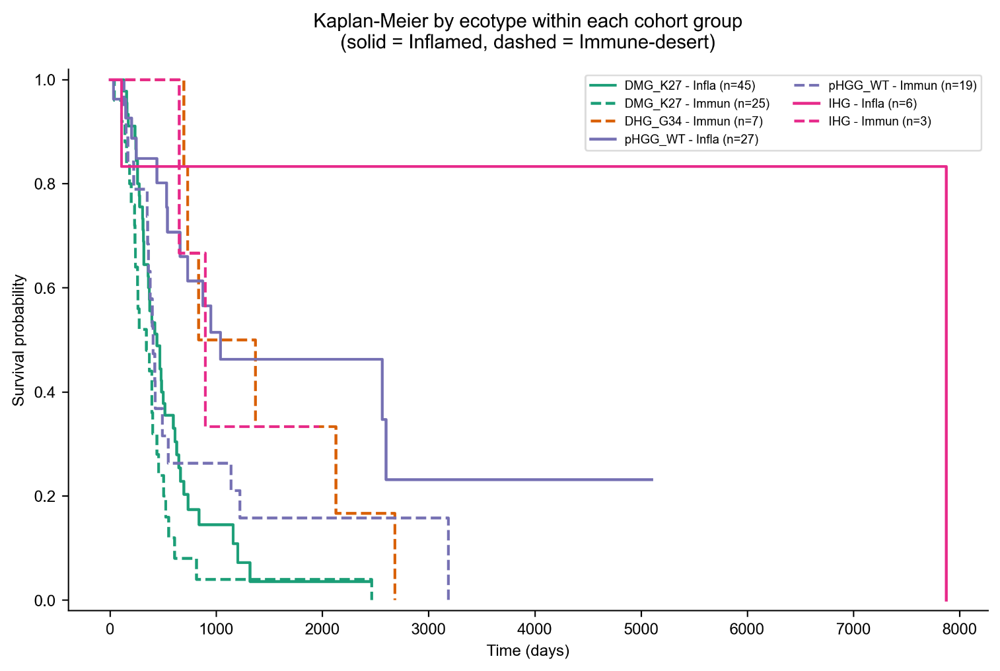 Kaplan-Meier by ecotype within each cohort group
(solid = Inflamed, dashed = Immune-desert)
DMG_K27 - Infla (n=45)
DMG_K27 - Immun (n=25)
DHG_G34 - Immun (n=7)
pHGG_WT - Infla (n=27)
pHGG_WT - Immun (n=19)
IHG - Infla (n=6)
IHG - Immun (n=3)
Survival probability
1.0
0.8
0.6
0.4
0.2
0.0
0
1000
2000
3000
4000
5000
6000
7000
8000
Time (days)